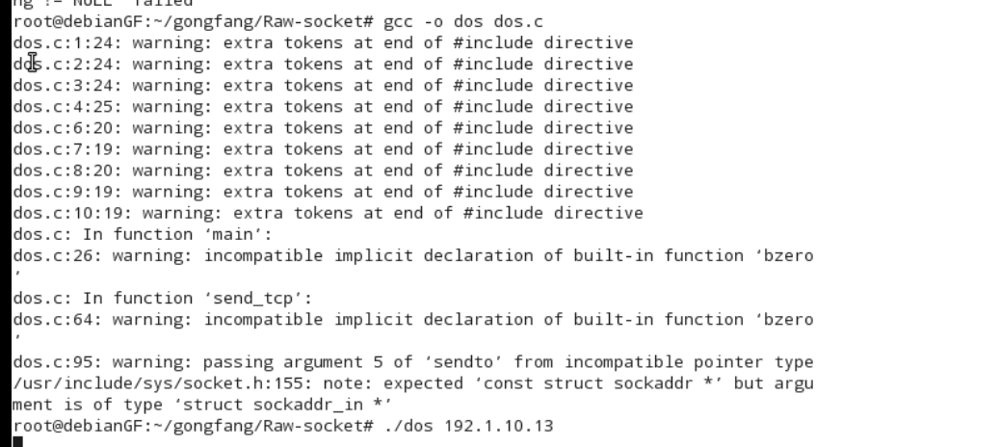 ng != NULL' failed
root@debianGF:~/gongfang/Raw-socket# gcc -o dos dos.c
dos.c:1:24: warning: extra tokens at end of #include directive
dos.c:2:24: warning: extra tokens at end of #include directive
dos.c:3:24: warning: extra tokens at end of #include directive
dos.c:4:25: warning: extra tokens at end of #include directive
dos.c:6:20: warning: extra tokens at end of #include directive
dos.c:7:19: warning: extra tokens at end of #include directive
dos.c:8:20: warning: extra tokens at end of #include directive
dos.c:9:19: warning: extra tokens at end of #include directive
dos.c:10:19: warning: extra tokens at end of #include directive
dos.c: In function ‘main’:
dos.c:26: warning: incompatible implicit declaration of built-in function ‘bzero
’
dos.c: In function ‘send_tcp’:
dos.c:64: warning: incompatible implicit declaration of built-in function ‘bzero
’
dos.c:95: warning: passing argument 5 of ‘sendto’ from incompatible pointer type
/usr/include/sys/socket.h:155: note: expected ‘const struct sockaddr *’ but argu
ment is of type ‘struct sockaddr_in *’
root@debianGF:~/gongfang/Raw-socket# ./dos 192.1.10.13